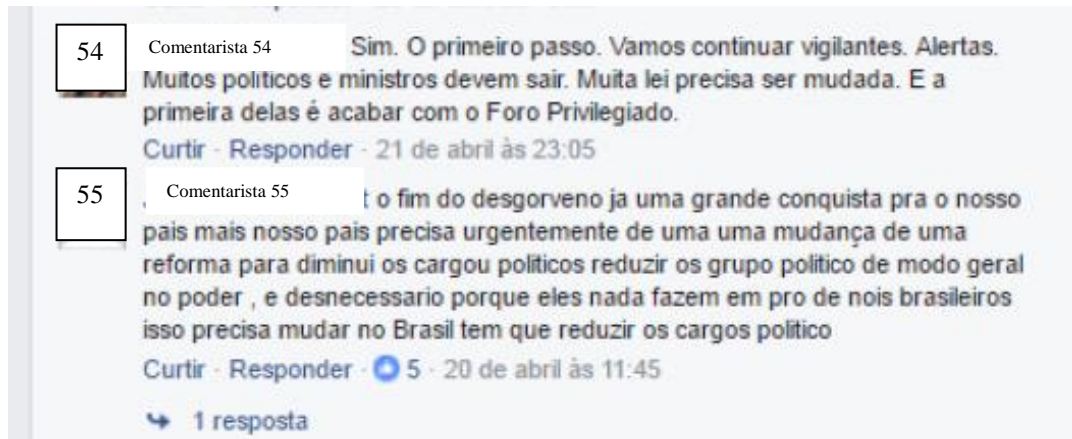 54 Comentarista 54 Sim. O primeiro passo. Vamos continuar vigilantes. Alertas.
Muitos políticos e ministros devem sair. Muita lei precisa ser mudada. E a
primeira delas é acabar com o Foro Privilegiado.
Curtir · Responder · 21 de abril às 23:05
55 Comentarista 55 o fim do desgorveno ja uma grande conquista pra o nosso
pais mais nosso pais precisa urgentemente de uma uma mudança de uma
reforma para diminui os cargou politicos reduzir os grupo politico de modo geral
no poder , e desnecessario porque eles nada fazem em pro de nois brasileiros
isso precisa mudar no Brasil tem que reduzir os cargos politico
Curtir · Responder · 5 · 20 de abril às 11:45
1 resposta